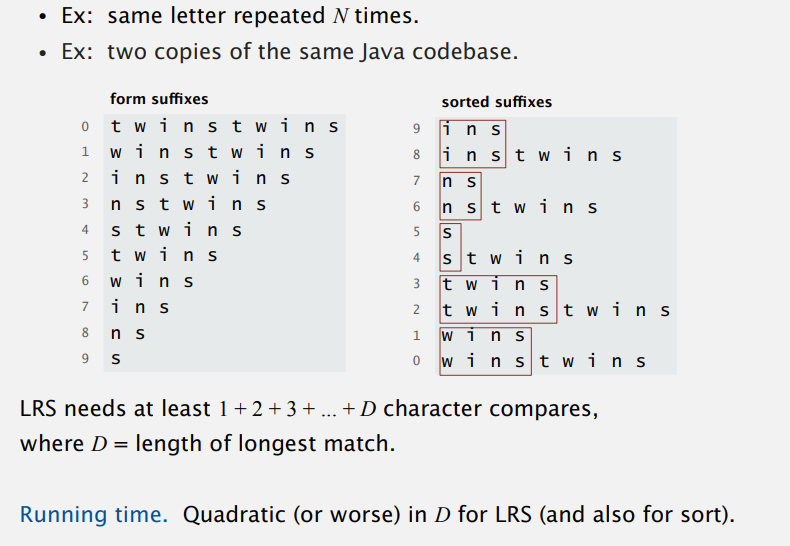 • Ex: same letter repeated N times.
• Ex: two copies of the same Java codebase.
form suffixes
0 t w i n s t w i n s
1 w i n s t w i n s
2 i n s t w i n s
3 n s t w i n s
4 s t w i n s
5 t w i n s
6 w i n s
7 i n s
8 n s
9 s
sorted suffixes
9 i n s
8 i n s t w i n s
7 n s
6 n s t w i n s
5 s
4 s t w i n s
3 t w i n s
2 t w i n s t w i n s
1 w i n s
0 w i n s t w i n s
LRS needs at least 1 + 2 + 3 + ... + D character compares,
where D = length of longest match.
Running time. Quadratic (or worse) in D for LRS (and also for sort).